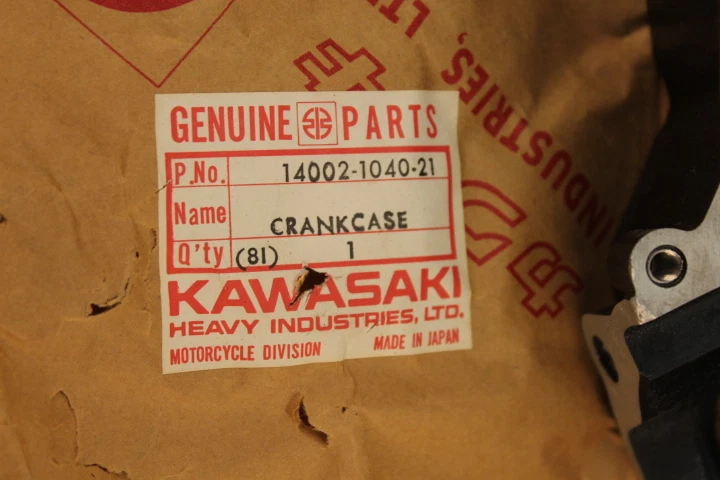 GENUINE PARTS
P.No. 14002-1040-21
Name CRANKCASE
Q'ty (81) 1
KAWASAKI
HEAVY INDUSTRIES, LTD.
MOTORCYCLE DIVISION MADE IN JAPAN
INDUSTRIES, LTD